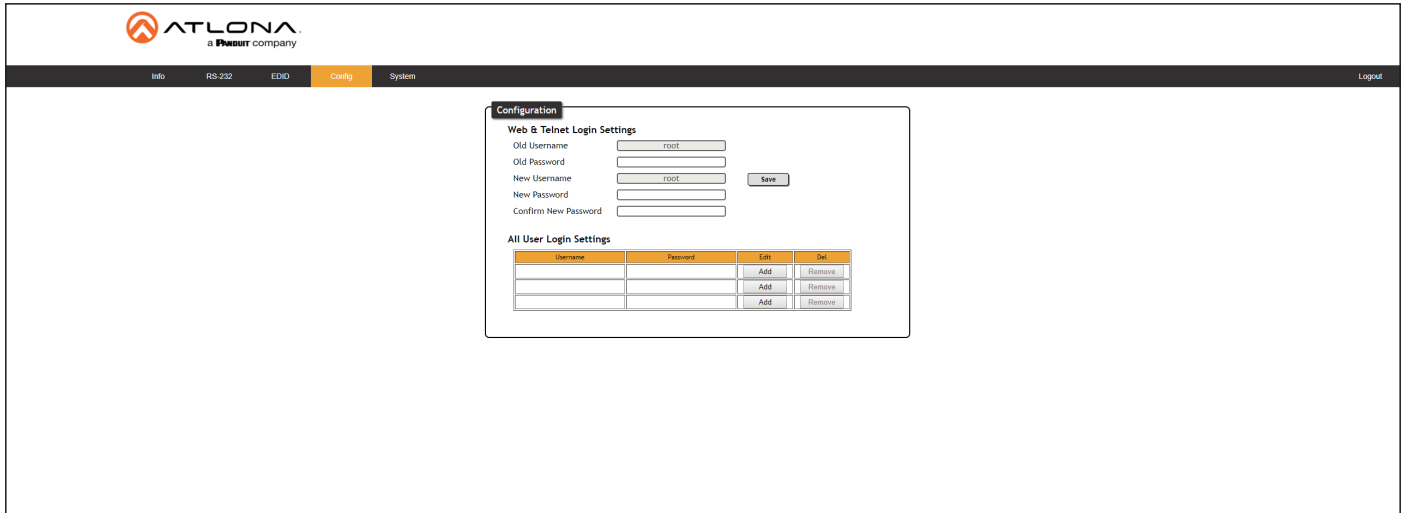 ATLONA.
a PANDUIT company
Info RS-232 EDID Config System Logout
Configuration
Web & Telnet Login Settings
Old Username root
Old Password
New Username root Save
New Password
Confirm New Password
All User Login Settings
Username Password Edit Del
Add Remove
Add Remove
Add Remove